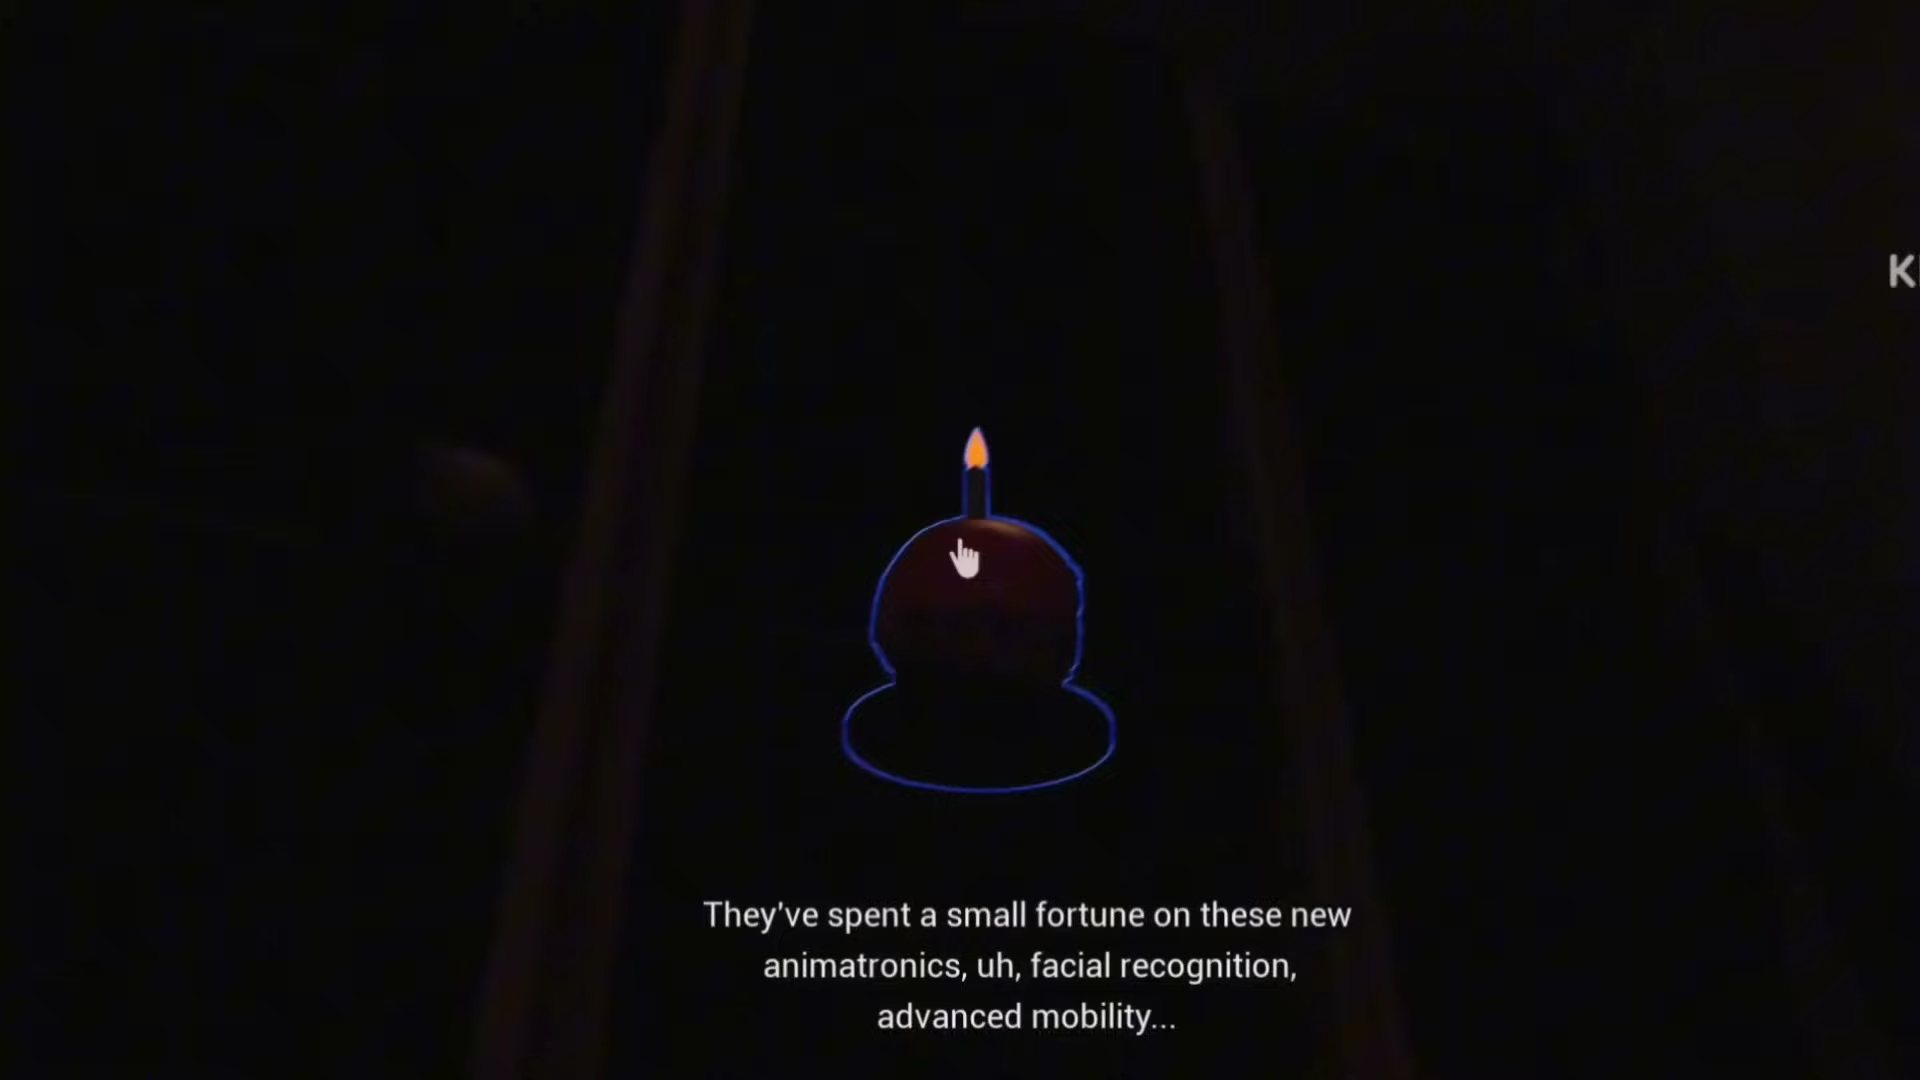 They've spent a small fortune on these new
animatronics, uh, facial recognition,
advanced mobility...